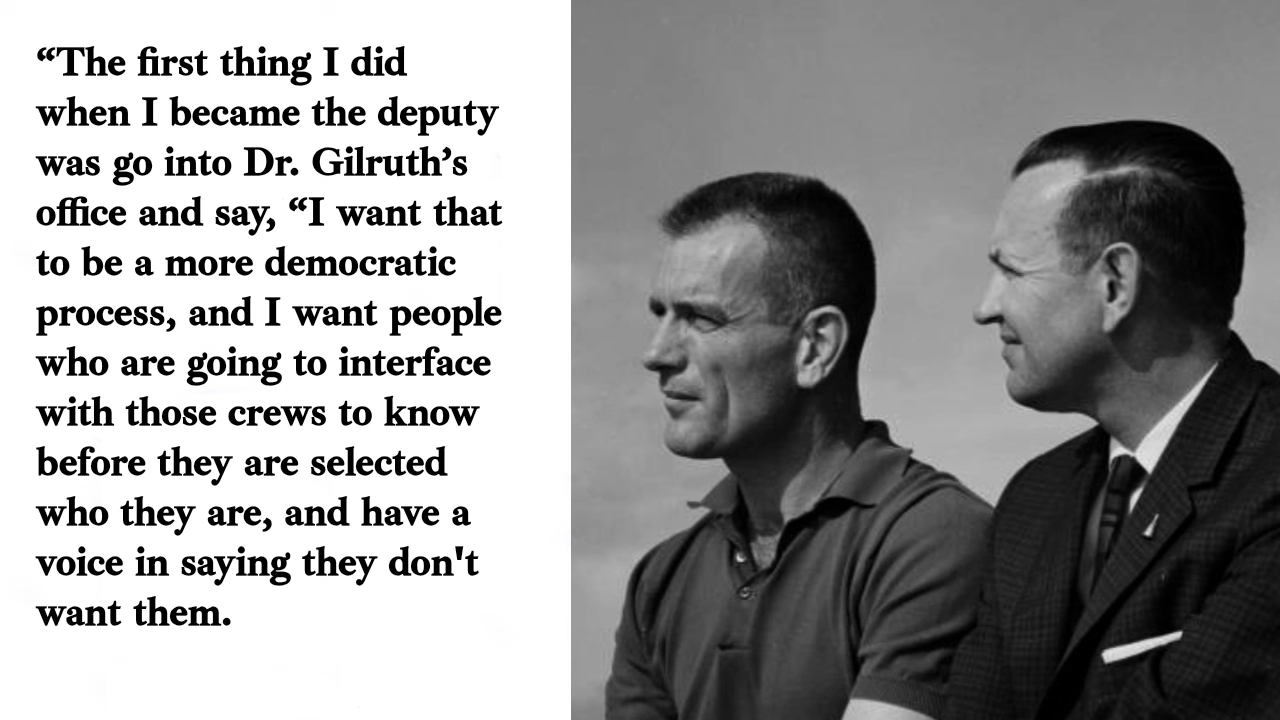 “The first thing I did
when I became the deputy
was go into Dr. Gilruth’s
office and say, “I want that
to be a more democratic
process, and I want people
who are going to interface
with those crews to know
before they are selected
who they are, and have a
voice in saying they don't
want them.